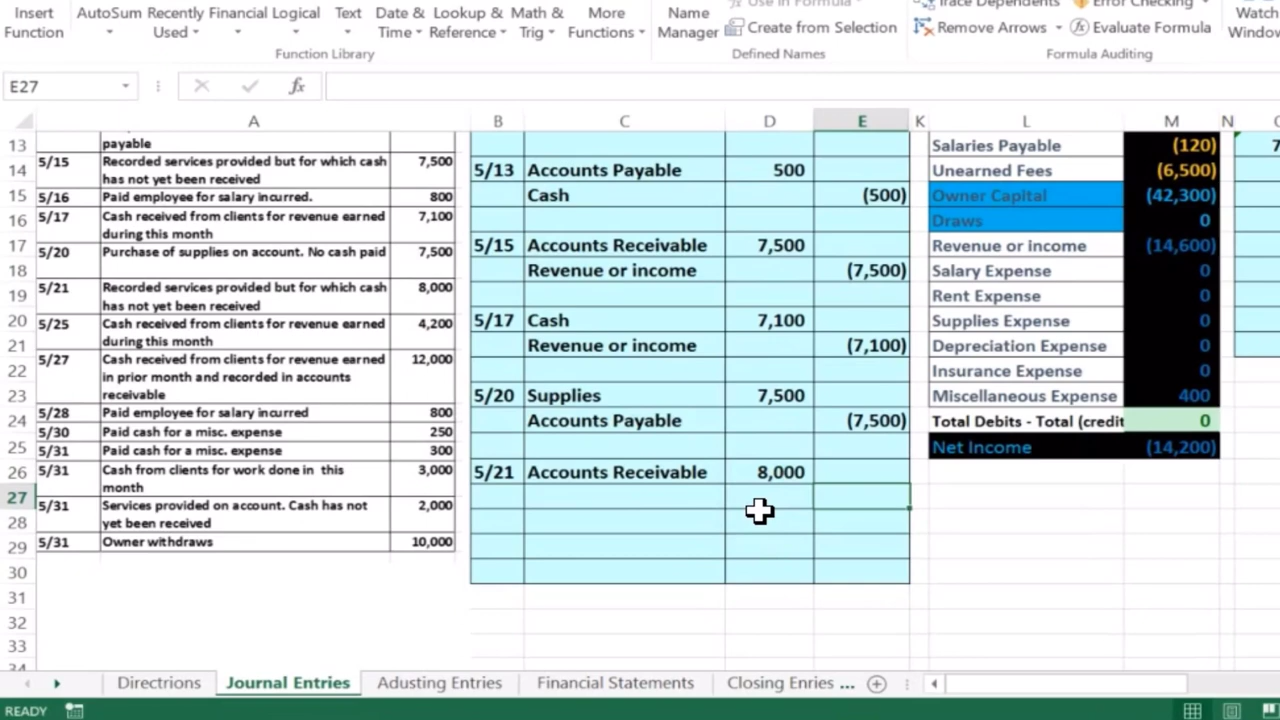 Insert Function
AutoSum Recently Used Financial Logical Text Date & Time Lookup & Reference Math & Trig More Functions
Function Library
Name Manager
Use in Formula
Create from Selection
Defined Names
Trace Dependents
Remove Arrows
Error Checking
Evaluate Formula
Formula Auditing
Watch
E27 fx
A B C D E K L M N
13 payable Salaries Payable (120)
14 5/15 Recorded services provided but for which cash has not yet been received 7,500 5/13 Accounts Payable 500 Unearned Fees (6,500)
15 5/16 Paid employee for salary incurred. 800 Cash (500) Owner Capital (42,300)
16 5/17 Cash received from clients for revenue earned during this month 7,100 Draws 0
17 5/20 Purchase of supplies on account. No cash paid 7,500 5/15 Accounts Receivable 7,500 Revenue or income (14,600)
18 Revenue or income (7,500) Salary Expense 0
19 5/21 Recorded services provided but for which cash has not yet been received 8,000 Rent Expense 0
20 5/25 Cash received from clients for revenue earned during this month 4,200 5/17 Cash 7,100 Supplies Expense 0
21 5/27 Cash received from clients for revenue earned in prior month and recorded in accounts receivable 12,000 Revenue or income (7,100) Depreciation Expense 0
22 Insurance Expense 0
23 5/20 Supplies 7,500 Miscellaneous Expense 400
24 5/28 Paid employee for salary incurred 800 Accounts Payable (7,500) Total Debits - Total (credit 0
25 5/30 Paid cash for a misc. expense 250 Net Income (14,200)
5/31 Paid cash for a misc. expense 300
26 5/31 Cash from clients for work done in this month 3,000 5/21 Accounts Receivable 8,000
27
28 5/31 Services provided on account. Cash has not yet been received 2,000
29 5/31 Owner withdraws 10,000
30
31
32
33
Directions Journal Entries Adusting Entries Financial Statements Closing Enries ...
READY